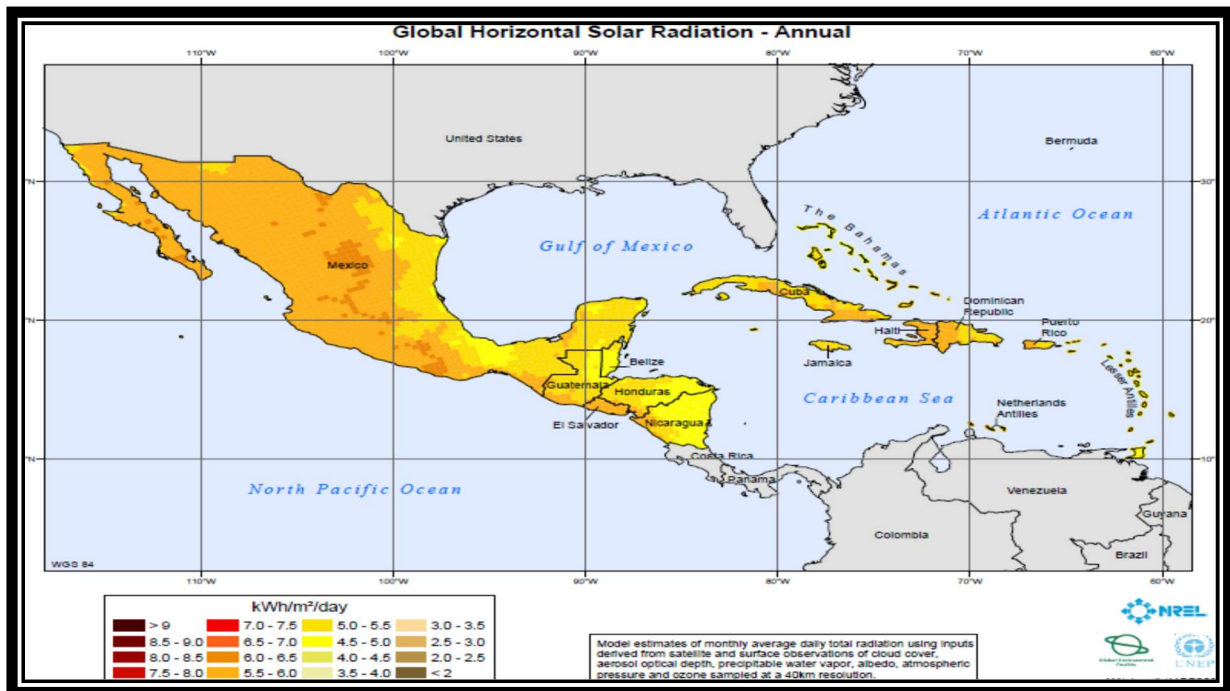 Global Horizontal Solar Radiation - Annual
110°W 100°W 90°W 80°W 70°W 60°W
United States
Bermuda
°N 30°
The Bahamas
Atlantic Ocean
Gulf of Mexico
Mexico
Cuba
Dominican
Republic
°N 20°
Haiti
Puerto
Rico
Jamaica
Belize
Lesser Antilles
Guatemala
Honduras
Caribbean Sea
Netherlands
Antilles
El Salvador
Nicaragua
Costa Rica
°N 10°
Panama
North Pacific Ocean
Venezuela
Guyana
Colombia
Brazil
WGS 84
110°W 100°W 90°W 80°W 70°W 60°W
kWh/m²/day
> 9 7.0 - 7.5 5.0 - 5.5 3.0 - 3.5
8.5 - 9.0 6.5 - 7.0 4.5 - 5.0 2.5 - 3.0
8.0 - 8.5 6.0 - 6.5 4.0 - 4.5 2.0 - 2.5
7.5 - 8.0 5.5 - 6.0 3.5 - 4.0 < 2
Model estimates of monthly average daily total radiation using inputs
derived from satellite and surface observations of cloud cover,
aerosol optical depth, precipitable water vapor, albedo, atmospheric
pressure and ozone sampled at a 40km resolution.
NREL
Global Environment
Facility
UNEP